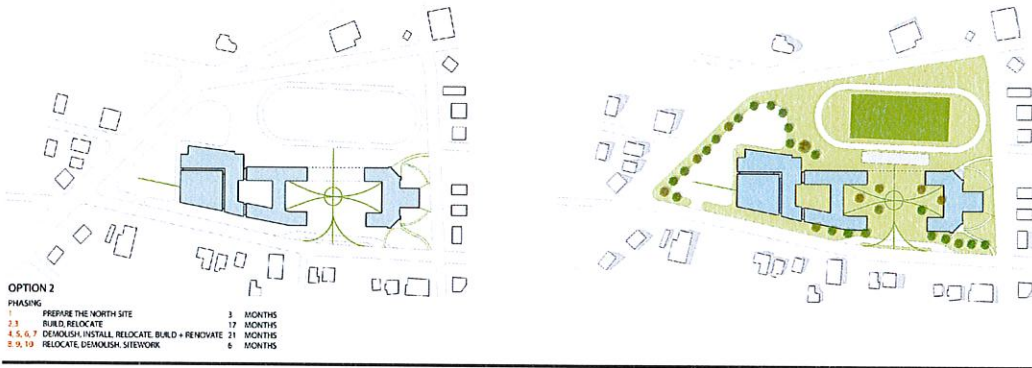 OPTION 2
PHASING
1 PREPARE THE NORTH SITE 3 MONTHS
2,3 BUILD, RELOCATE 17 MONTHS
4, 5, 6, 7 DEMOLISH, INSTALL, RELOCATE, BUILD + RENOVATE 21 MONTHS
8, 9, 10 RELOCATE, DEMOLISH, SITEWORK 6 MONTHS